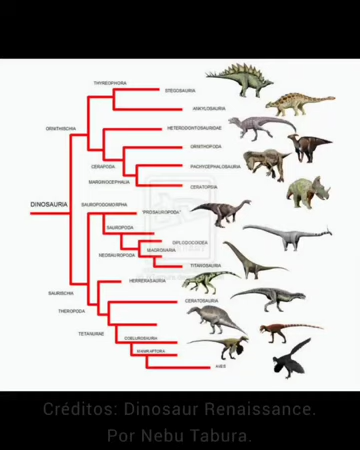 THYREOPHORA
STEGOSAURIA
ANKYLOSAURIA
ORNITHISCHIA
HETERODONTOSAURIDAE
ORNITHOPODA
CERAPODA
PACHYCEPHALOSAURIA
MARGINOCEPHALIA
CERATOPSIA
DINOSAURIA
SAUROPODOMORPHA
"PROSAUROPODA"
SAUROPODA
DIPLODOCOIDEA
MACRONARIA
NEOSAUROPODA
TITANOSAURIA
HERRERASAURIA
SAURISCHIA
CERATOSAURIA
THEROPODA
TETANURAE
COELUROSAURIA
MANIRAPTORA
AVES
Créditos: Dinosaur Renaissance.
Por Nebu Tabura.